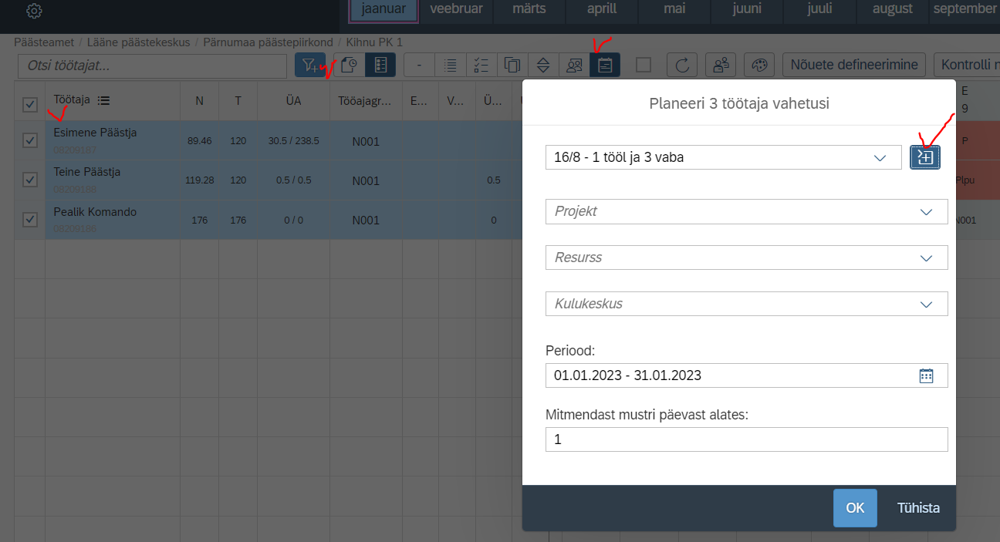 jaanuar veebruar märts aprill mai juuni juuli august september
Päästeamet / Lääne päästekeskus / Pärnumaa päästepiirkond / Kihnu PK 1
Otsi töötajat... - Nõuete defineerimine Kontrolli
Töötaja N T ÜA Tööajagr... E... V... Ü... E
9
Esimene Päästja 89.46 120 30.5 / 238.5 N001 P
08209187
Teine Päästja 119.28 120 0.5 / 0.5 N001 0.5 Plpu
08209188
Pealik Komando 176 176 0 / 0 N001 0 N001
08209186
Planeeri 3 töötaja vahetusi
16/8 - 1 tööl ja 3 vaba
Projekt
Resurss
Kulukeskus
Periood:
01.01.2023 - 31.01.2023
Mitmendast mustri päevast alates:
1
OK Tühista